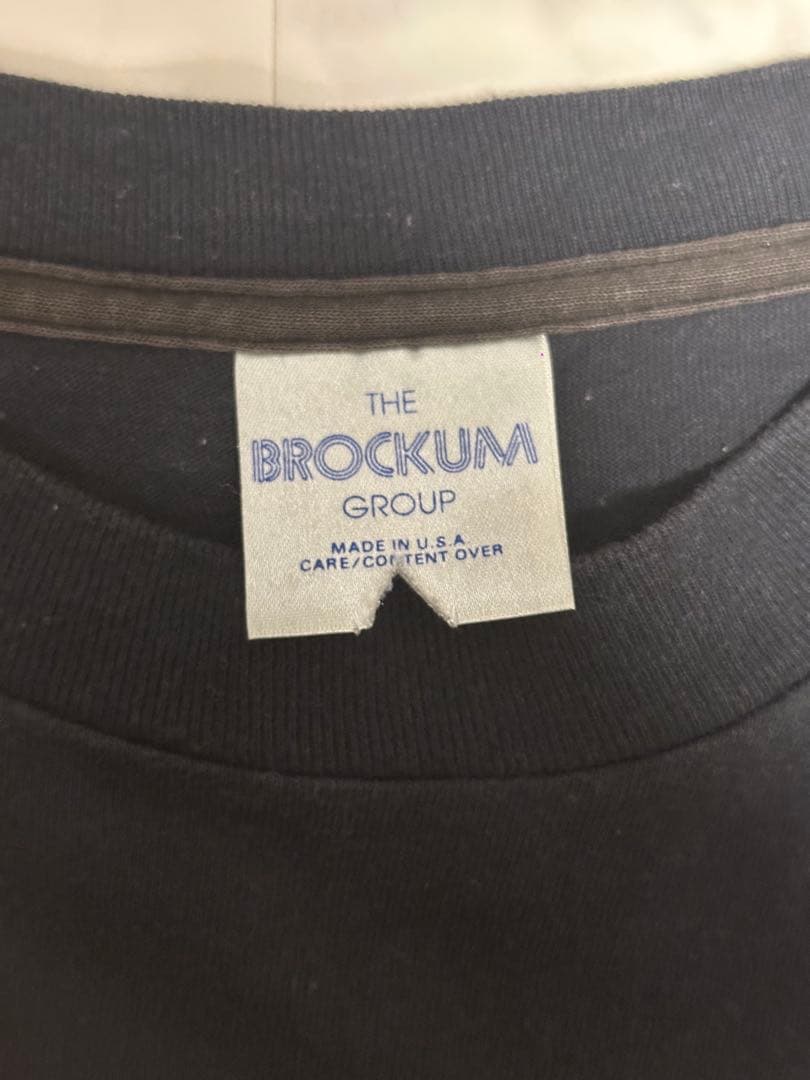 THE
BROCKUM
GROUP
MADE IN U.S.A
CARE/CONTENT OVER